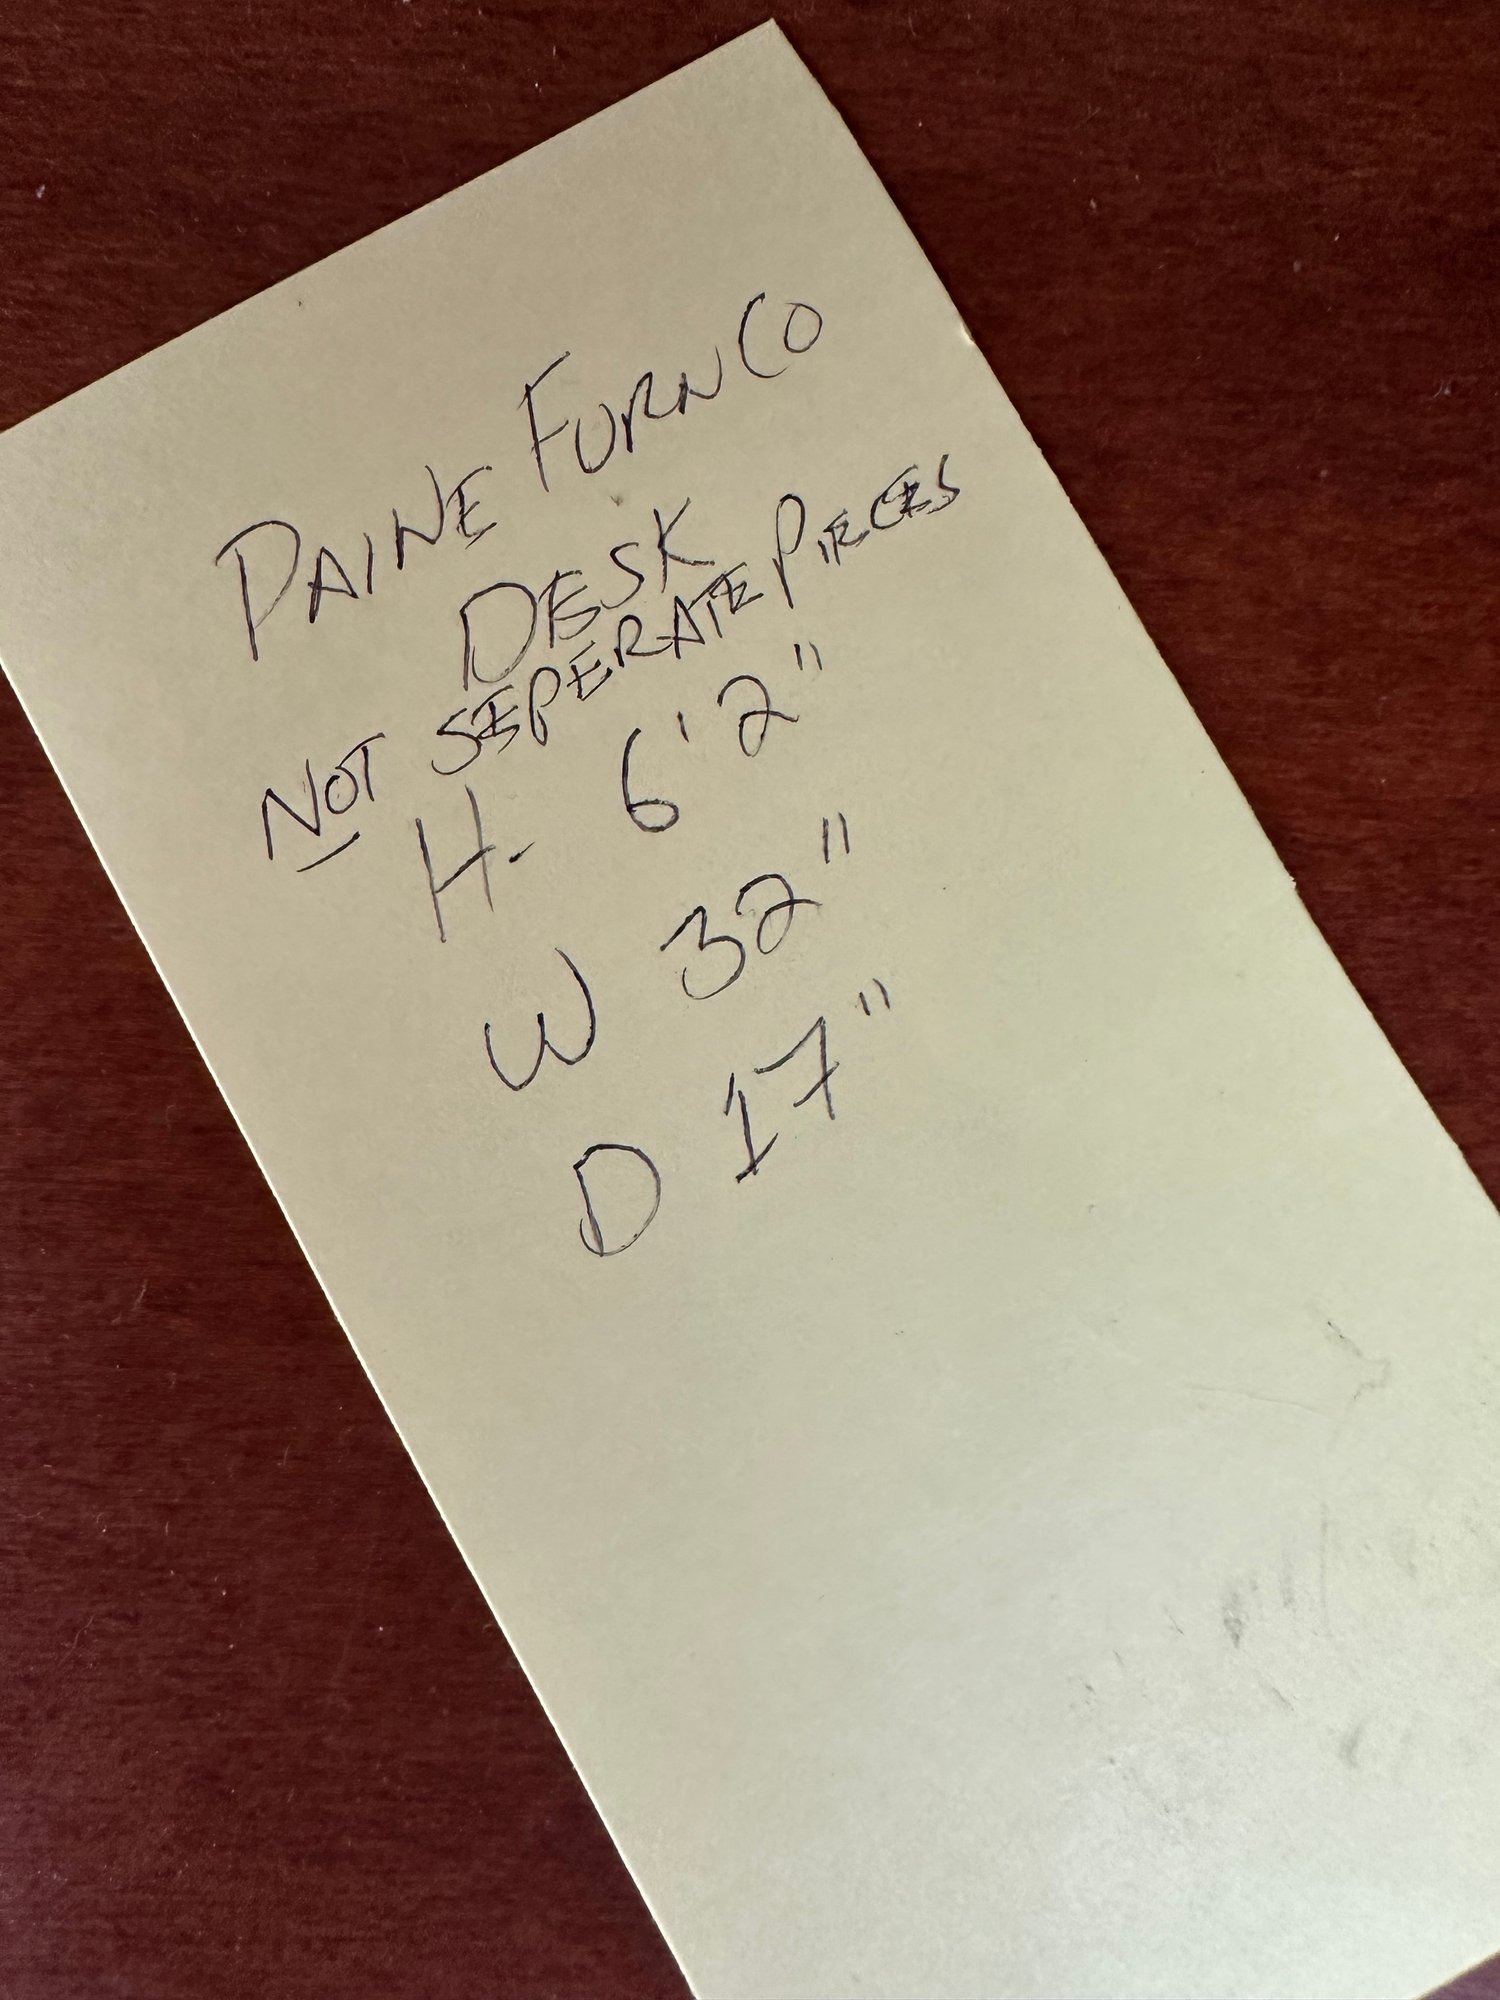 PAINE FURN CO
DESK
NOT SEPERATE PIECES
H- 6'2"
W 32"
D 17"